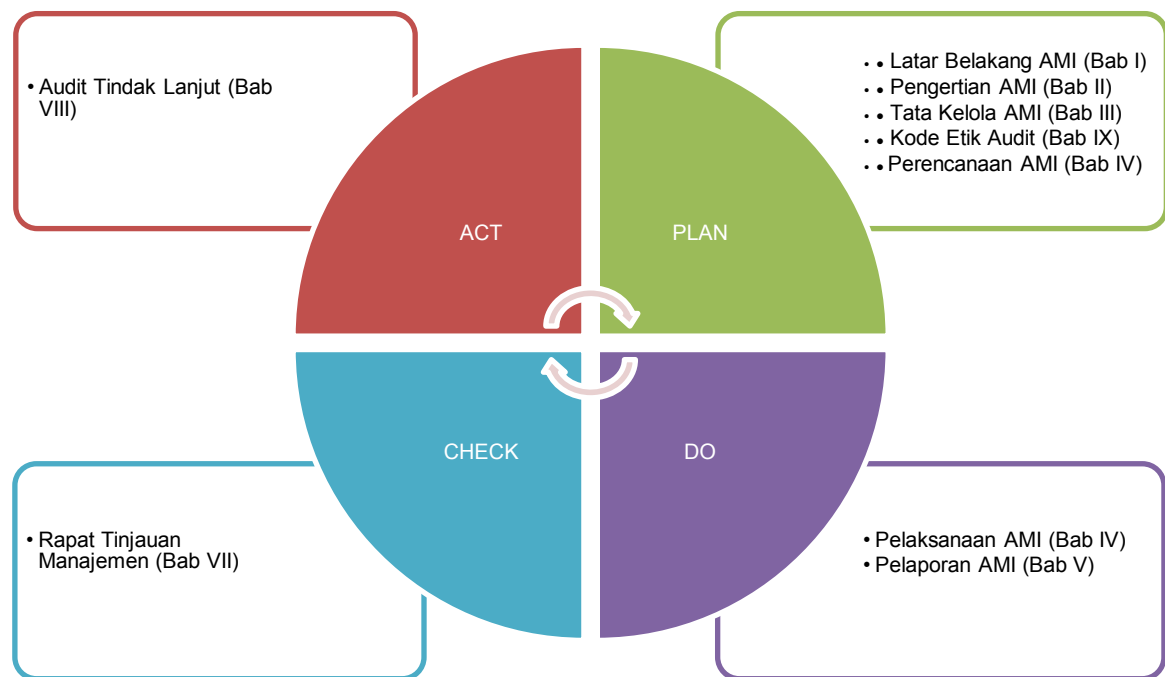 • Audit Tindak Lanjut (Bab
VIII)
• • Latar Belakang AMI (Bab I)
• • Pengertian AMI (Bab II)
• • Tata Kelola AMI (Bab III)
• • Kode Etik Audit (Bab IX)
• • Perencanaan AMI (Bab IV)
ACT
PLAN
CHECK
DO
• Rapat Tinjauan
Manajemen (Bab VII)
• Pelaksanaan AMI (Bab IV)
• Pelaporan AMI (Bab V)